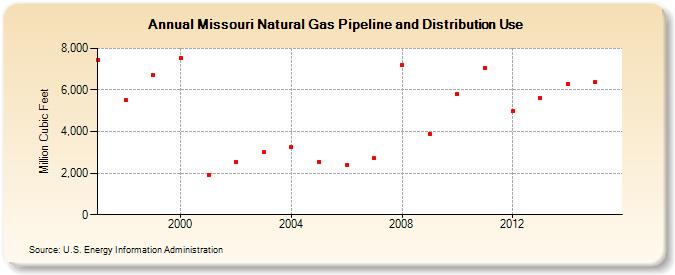 Annual Missouri Natural Gas Pipeline and Distribution Use
Million Cubic Feet
8,000
6,000
4,000
2,000
0
2000 2004 2008 2012
Source: U.S. Energy Information Administration